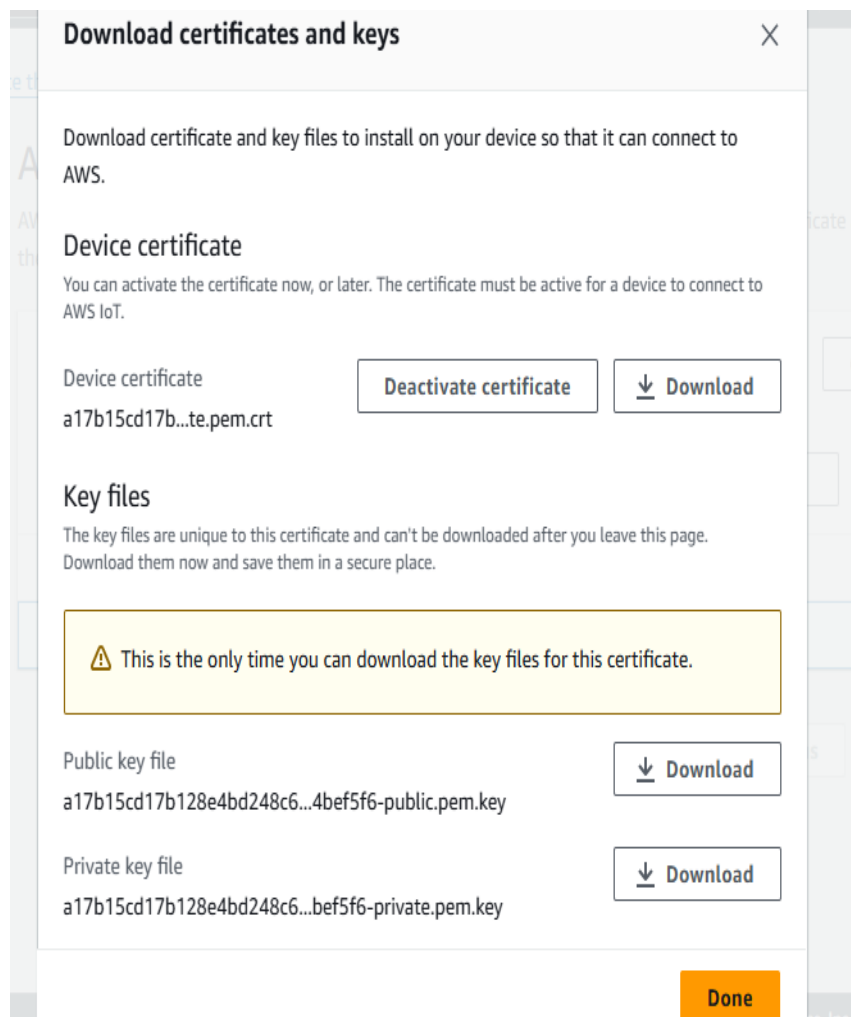 Download certificates and keys
Download certificate and key files to install on your device so that it can connect to
AWS.
Device certificate
You can activate the certificate now, or later. The certificate must be active for a device to connect to
AWS IoT.
Device certificate
Deactivate certificate
Download
a17b15cd17b...te.pem.crt
Key files
The key files are unique to this certificate and can't be downloaded after you leave this page.
Download them now and save them in a secure place.
This is the only time you can download the key files for this certificate.
Public key file
Download
a17b15cd17b128e4bd248c6...4bef5f6-public.pem.key
Private key file
Download
a17b15cd17b128e4bd248c6...bef5f6-private.pem.key
Done